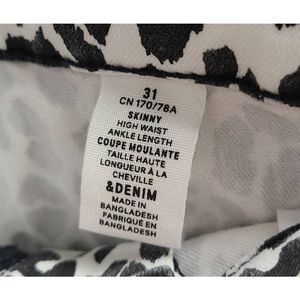 31
CN 170/78A
SKINNY
HIGH WAIST
ANKLE LENGTH
COUPE MOULANTE
TAILLE HAUTE
LONGUEUR À LA
CHEVILLE
&DENIM
MADE IN
BANGLADESH
FABRIQUÉ EN
BANGLADESH